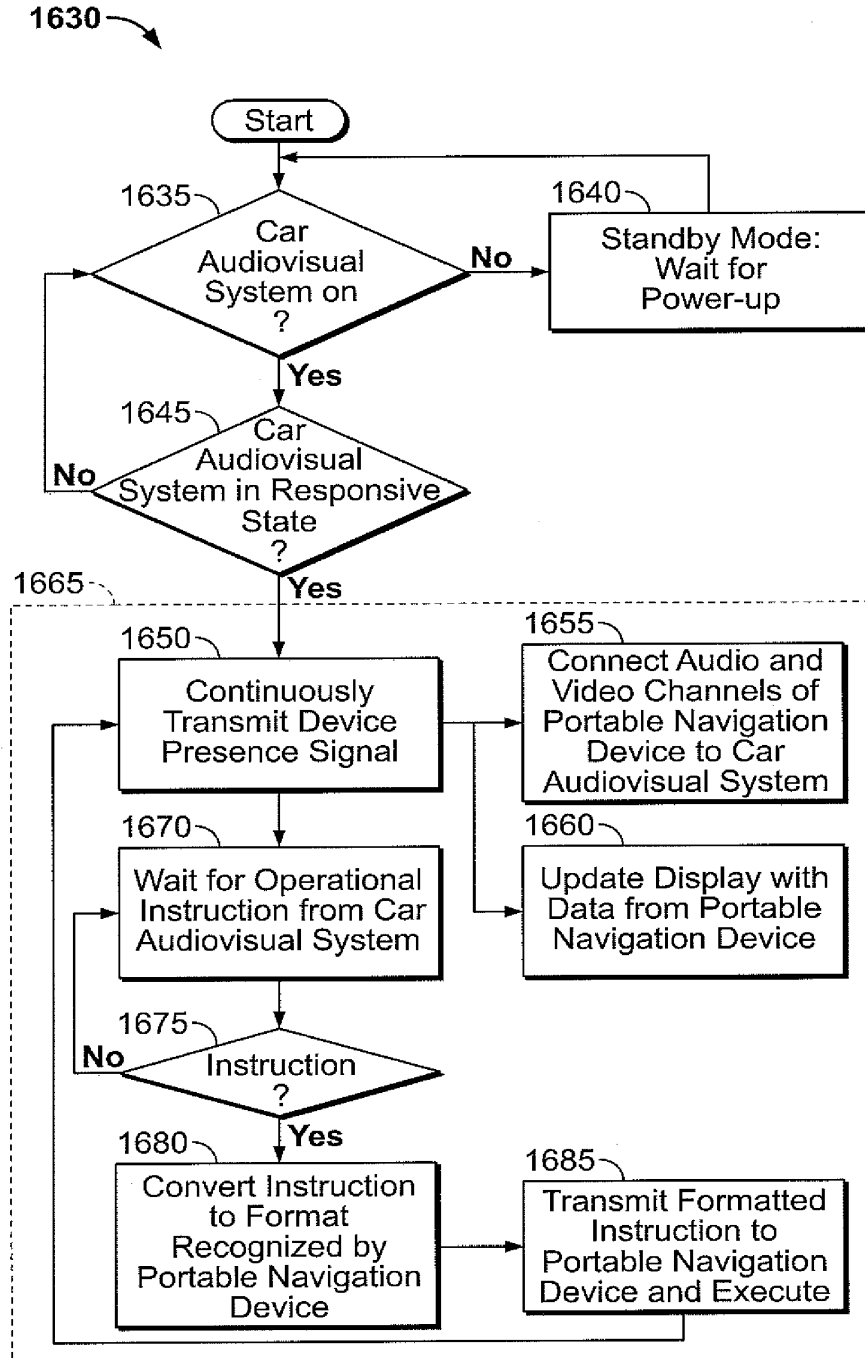 1630
Start
1635
Car
Audiovisual
System on
?
No
1640
Standby Mode:
Wait for
Power-up
Yes
1645
Car
Audiovisual
System in Responsive
State
?
No
Yes
1665
1650
Continuously
Transmit Device
Presence Signal
1655
Connect Audio and
Video Channels of
Portable Navigation
Device to Car
Audiovisual System
1660
Update Display with
Data from Portable
Navigation Device
1670
Wait for Operational
Instruction from Car
Audiovisual System
1675
Instruction
?
No
Yes
1680
Convert Instruction
to Format
Recognized by
Portable Navigation
Device
1685
Transmit Formatted
Instruction to
Portable Navigation
Device and Execute